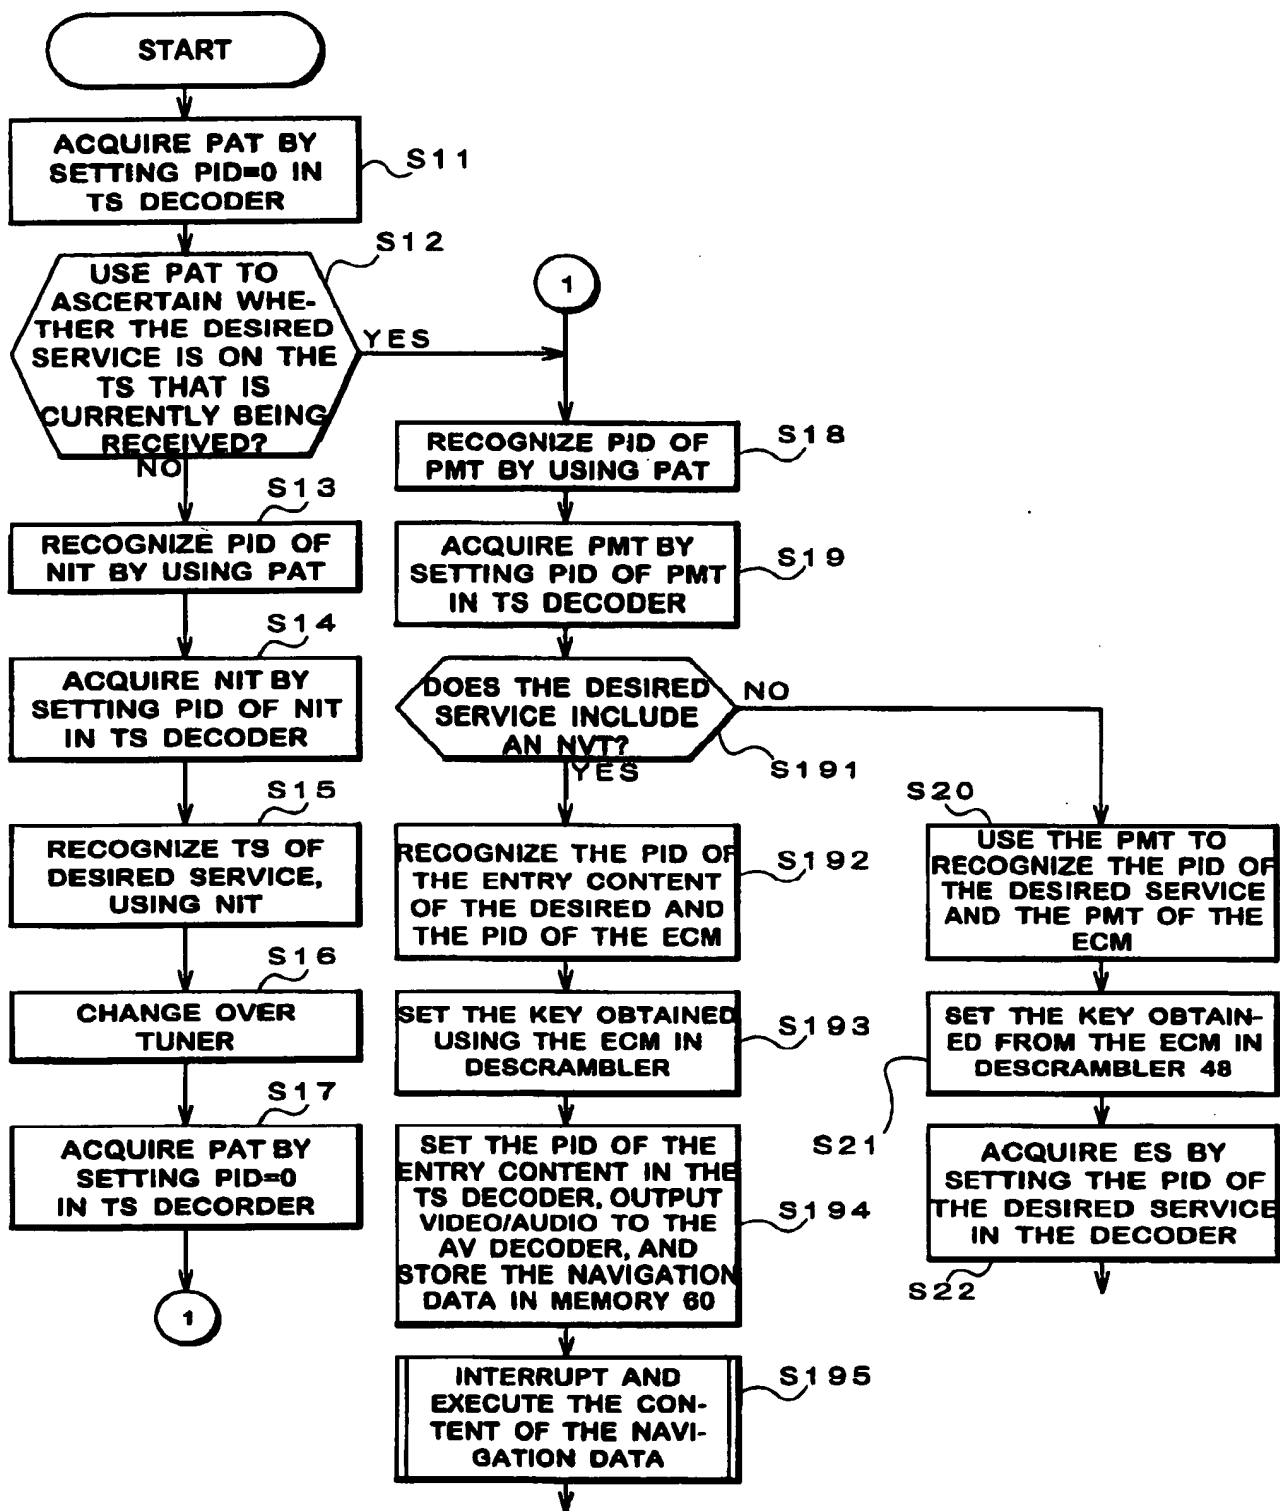 START
ACQUIRE PAT BY
SETTING PID=0 IN
TS DECODER
S11
S12
USE PAT TO
ASCERTAIN WHE-
THER THE DESIRED
SERVICE IS ON THE
TS THAT IS
CURRENTLY BEING
RECEIVED?
YES
NO
S13
RECOGNIZE PID OF
NIT BY USING PAT
S14
ACQUIRE NIT BY
SETTING PID OF NIT
IN TS DECODER
S15
RECOGNIZE TS OF
DESIRED SERVICE,
USING NIT
S16
CHANGE OVER
TUNER
S17
ACQUIRE PAT BY
SETTING PID=0
IN TS DECORDER
1
1
RECOGNIZE PID OF
PMT BY USING PAT
S18
ACQUIRE PMT BY
SETTING PID OF PMT
IN TS DECODER
S19
DOES THE DESIRED
SERVICE INCLUDE
AN NVT?
NO
S191
YES
RECOGNIZE THE PID OF
THE ENTRY CONTENT
OF THE DESIRED AND
THE PID OF THE ECM
S192
SET THE KEY OBTAINED
USING THE ECM IN
DESCRAMBLER
S193
SET THE PID OF THE
ENTRY CONTENT IN THE
TS DECODER, OUTPUT
VIDEO/AUDIO TO THE
AV DECODER, AND
STORE THE NAVIGATION
DATA IN MEMORY 60
S194
INTERRUPT AND
EXECUTE THE CON-
TENT OF THE NAVI-
GATION DATA
S195
S20
USE THE PMT TO
RECOGNIZE THE PID OF
THE DESIRED SERVICE
AND THE PMT OF THE
ECM
SET THE KEY OBTAIN-
ED FROM THE ECM IN
DESCRAMBLER 48
S21
ACQUIRE ES BY
SETTING THE PID OF
THE DESIRED SERVICE
IN THE DECODER
S22